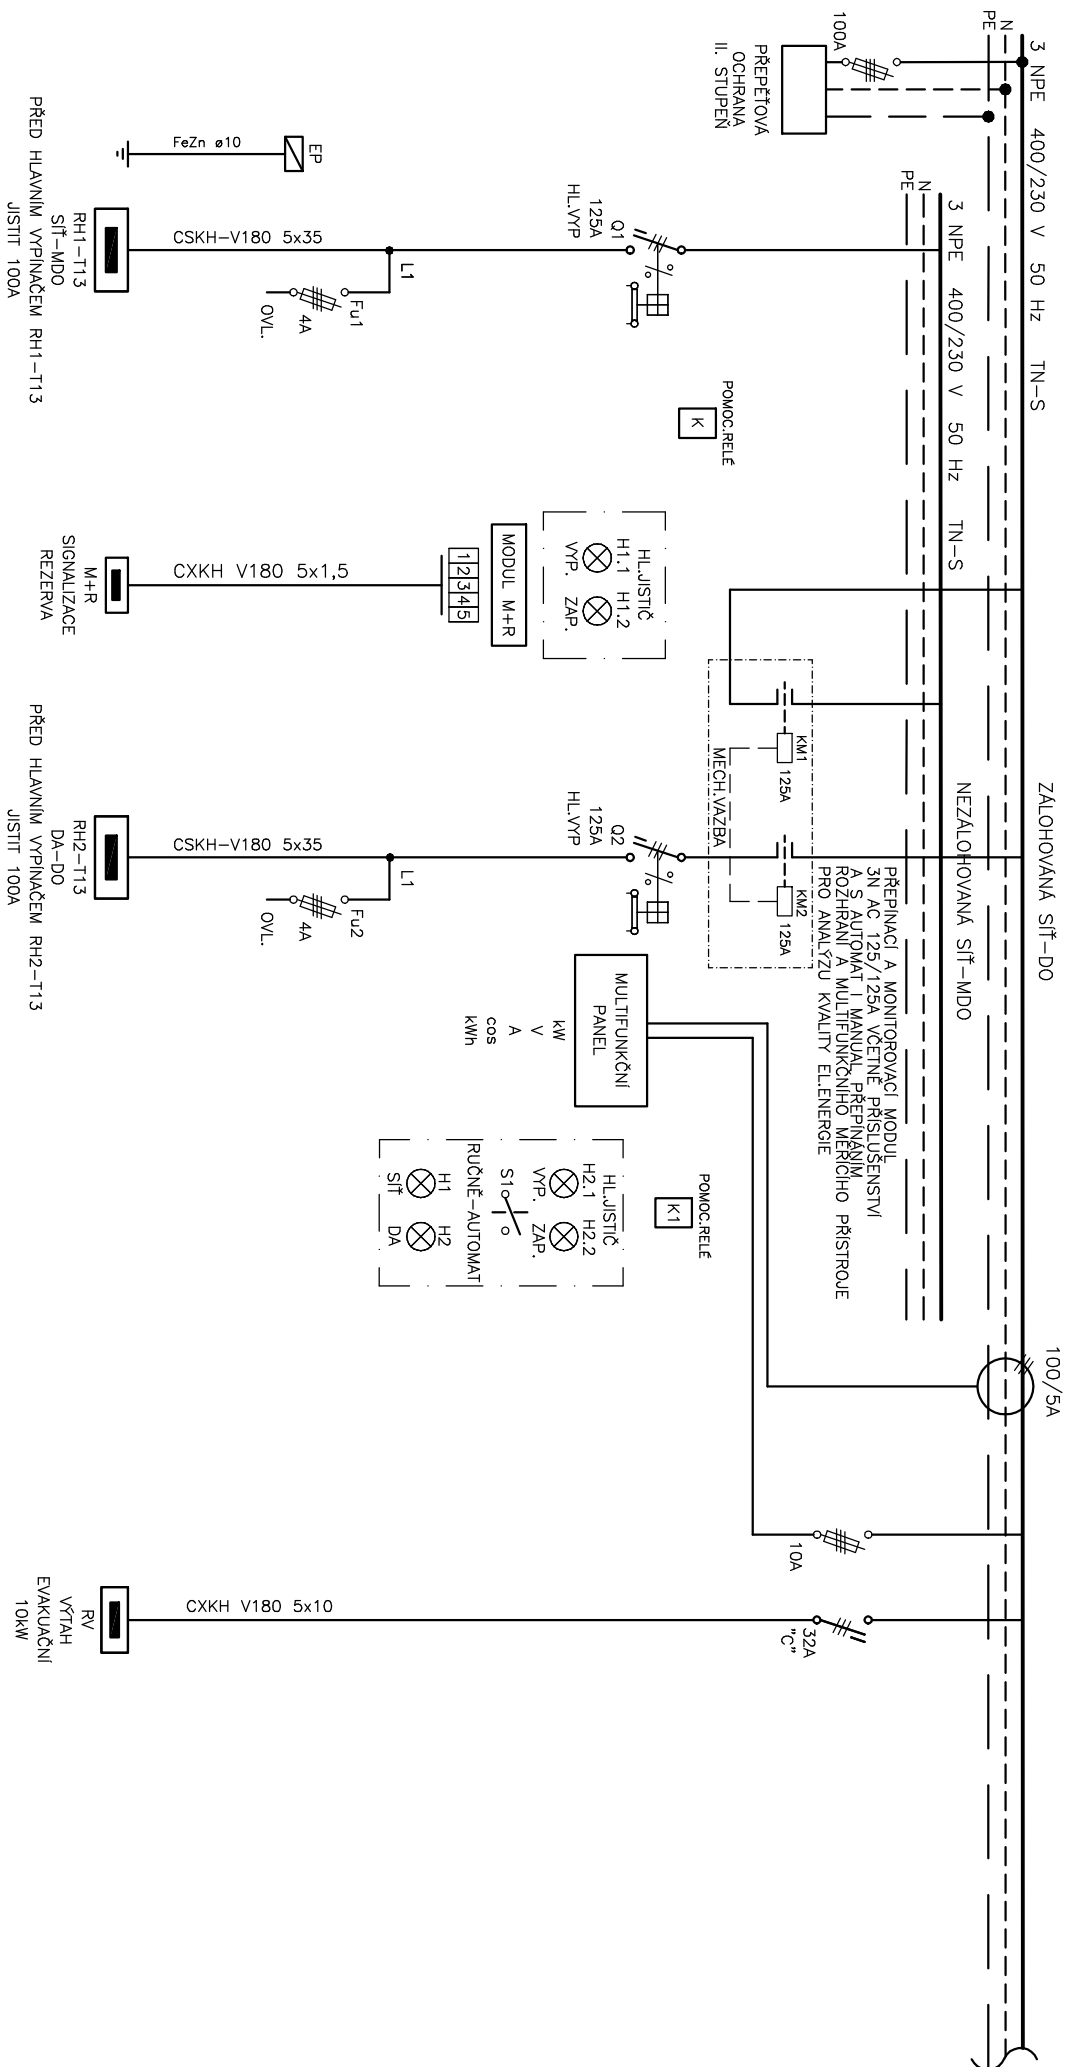 3 NPE 400/230 V 50 Hz TN-S
N
PE
ZÁLOHOVANÁ SÍŤ-DO
100/5A
100A
PŘEPĚŤOVÁ
OCHRANA
II. STUPEŇ
3 NPE 400/230 V 50 Hz TN-S
N
PE
NEZÁLOHOVANÁ SÍŤ-MDO
PŘEPÍNACÍ A MONITOROVACÍ MODUL
3N AC 125/125A VČETNĚ PŘÍSLUŠENSTVÍ
A S AUTOMAT I MANUAL PŘEPÍNÁNÍM
ROZHRANÍ A MULTIFUNKČNÍHO MĚŘÍCÍHO PŘÍSTROJE
PRO ANALÝZU KVALITY EL.ENERGIE
KM1
125A
KM2
125A
MECH.VAZBA
EP
FeZn ø10
Q1
125A
HL.VYP
L1
Fu1
4A
OVL.
CSKH-V180 5x35
RH1-T13
SÍŤ-MDO
PŘED HLAVNÍM VYPÍNAČEM RH1-T13
JISTIT 100A
POMOC.RELÉ
K
HL.JISTIČ
H1.1 H1.2
VYP. ZAP.
MODUL M+R
1 2 3 4 5
CXKH V180 5x1,5
M+R
SIGNALIZACE
REZERVA
Q2
125A
HL.VYP
L1
Fu2
4A
OVL.
CSKH-V180 5x35
RH2-T13
DA-DO
PŘED HLAVNÍM VYPÍNAČEM RH2-T13
JISTIT 100A
MULTIFUNKČNÍ
PANEL
kW
V
A
cos
kWh
POMOC.RELÉ
K1
HL.JISTIČ
H2.1 H2.2
VYP. ZAP.
S1
RUČNĚ-AUTOMAT
H1 H2
SÍŤ DA
10A
32A
"C"
CXKH V180 5x10
RV
VÝTAH
EVAKUAČNÍ
10kW